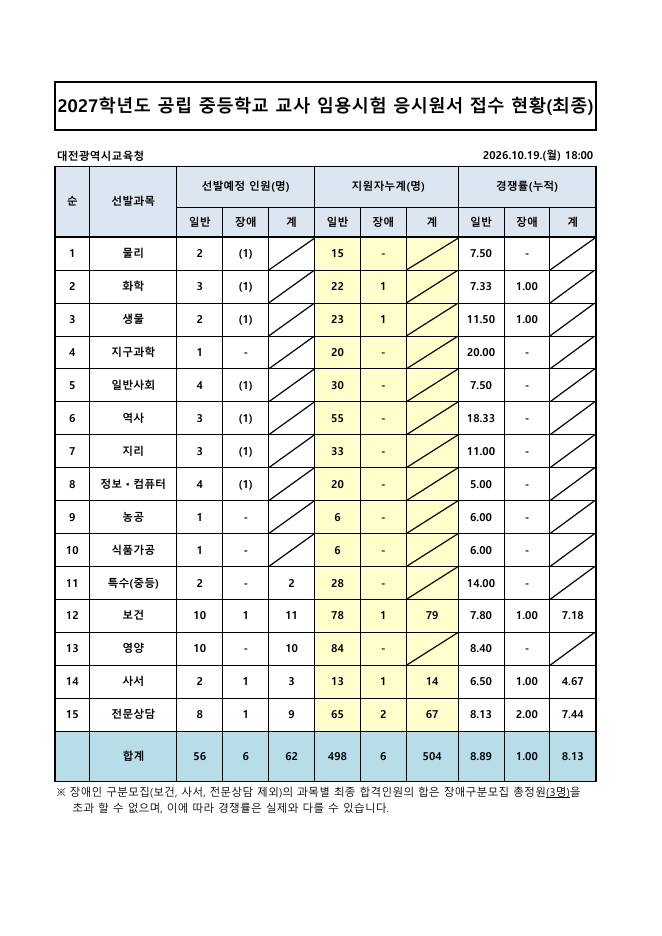 2027학년도 공립 중등학교 교사 임용시험 응시원서 접수 현황(최종)
대전광역시교육청 2026.10.19.(월) 18:00
순 선발과목 선발예정 인원(명) 지원자누계(명) 경쟁률(누적)
일반 장애 계 일반 장애 계 일반 장애 계
1 물리 2 (1) 15 - 7.50 -
2 화학 3 (1) 22 1 7.33 1.00
3 생물 2 (1) 23 1 11.50 1.00
4 지구과학 1 - 20 - 20.00 -
5 일반사회 4 (1) 30 - 7.50 -
6 역사 3 (1) 55 - 18.33 -
7 지리 3 (1) 33 - 11.00 -
8 정보・컴퓨터 4 (1) 20 - 5.00 -
9 농공 1 - 6 - 6.00 -
10 식품가공 1 - 6 - 6.00 -
11 특수(중등) 2 - 2 28 - 14.00 -
12 보건 10 1 11 78 1 79 7.80 1.00 7.18
13 영양 10 - 10 84 - 8.40 -
14 사서 2 1 3 13 1 14 6.50 1.00 4.67
15 전문상담 8 1 9 65 2 67 8.13 2.00 7.44
합계 56 6 62 498 6 504 8.89 1.00 8.13
※ 장애인 구분모집(보건, 사서, 전문상담 제외)의 과목별 최종 합격인원의 합은 장애구분모집 총정원(3명)을
초과 할 수 없으며, 이에 따라 경쟁률은 실제와 다를 수 있습니다.